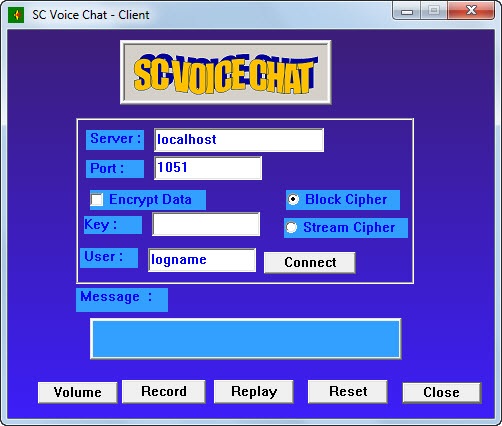 SC Voice Chat - Client
SC VOICE CHAT
Server : localhost
Port : 1051
Encrypt Data Block Cipher
Key : Stream Cipher
User : logname Connect
Message :
Volume Record Replay Reset Close